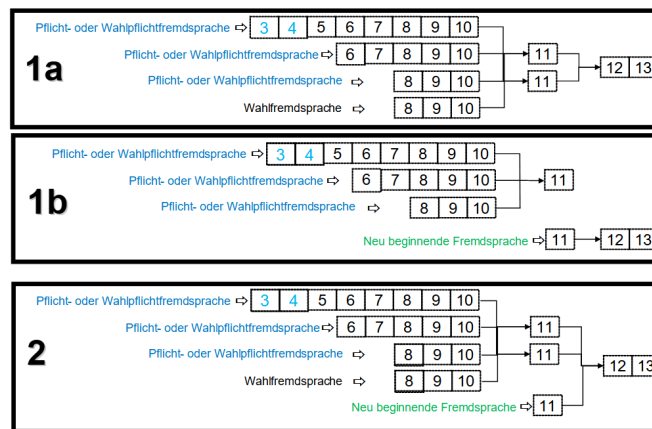 Pflicht- oder Wahlpflichtfremdsprache ⇨ 3 4 5 6 7 8 9 10
Pflicht- oder Wahlpflichtfremdsprache ⇨ 6 7 8 9 10 11
1a
Pflicht- oder Wahlpflichtfremdsprache ⇨ 8 9 10 11 12 13
Wahlfremdsprache ⇨ 8 9 10
Pflicht- oder Wahlpflichtfremdsprache ⇨ 3 4 5 6 7 8 9 10
Pflicht- oder Wahlpflichtfremdsprache ⇨ 6 7 8 9 10 11
1b
Pflicht- oder Wahlpflichtfremdsprache ⇨ 8 9 10
Neu beginnende Fremdsprache ⇨ 11 12 13
Pflicht- oder Wahlpflichtfremdsprache ⇨ 3 4 5 6 7 8 9 10
Pflicht- oder Wahlpflichtfremdsprache ⇨ 6 7 8 9 10 11
2
Pflicht- oder Wahlpflichtfremdsprache ⇨ 8 9 10 11
Wahlfremdsprache ⇨ 8 9 10 12 13
Neu beginnende Fremdsprache ⇨ 11